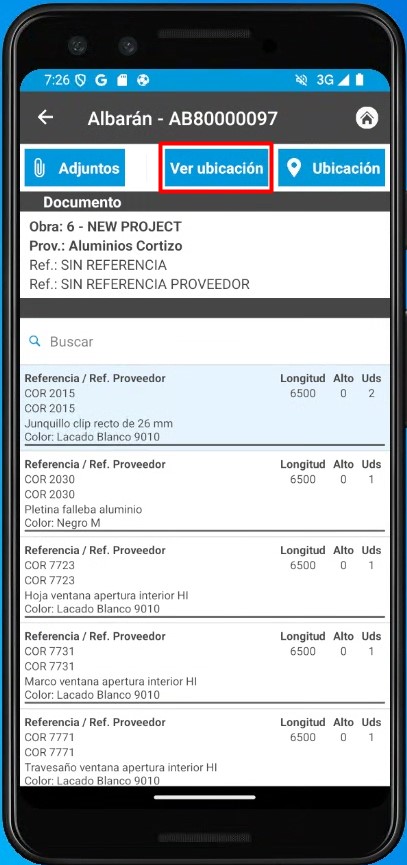 7:26 G 3G
Albarán - AB80000097
Adjuntos Ver ubicación Ubicación
Documento
Obra: 6 - NEW PROJECT
Prov.: Aluminios Cortizo
Ref.: SIN REFERENCIA
Ref.: SIN REFERENCIA PROVEEDOR
Buscar
Referencia / Ref. Proveedor Longitud Alto Uds
COR 2015 6500 0 2
COR 2015
Junquillo clip recto de 26 mm
Color: Lacado Blanco 9010
Referencia / Ref. Proveedor Longitud Alto Uds
COR 2030 6500 0 1
COR 2030
Pletina falleba aluminio
Color: Negro M
Referencia / Ref. Proveedor Longitud Alto Uds
COR 7723 6500 0 1
COR 7723
Hoja ventana apertura interior HI
Color: Lacado Blanco 9010
Referencia / Ref. Proveedor Longitud Alto Uds
COR 7731 6500 0 1
COR 7731
Marco ventana apertura interior HI
Color: Lacado Blanco 9010
Referencia / Ref. Proveedor Longitud Alto Uds
COR 7771 6500 0 1
COR 7771
Travesaño ventana apertura interior HI
Color: Lacado Blanco 9010